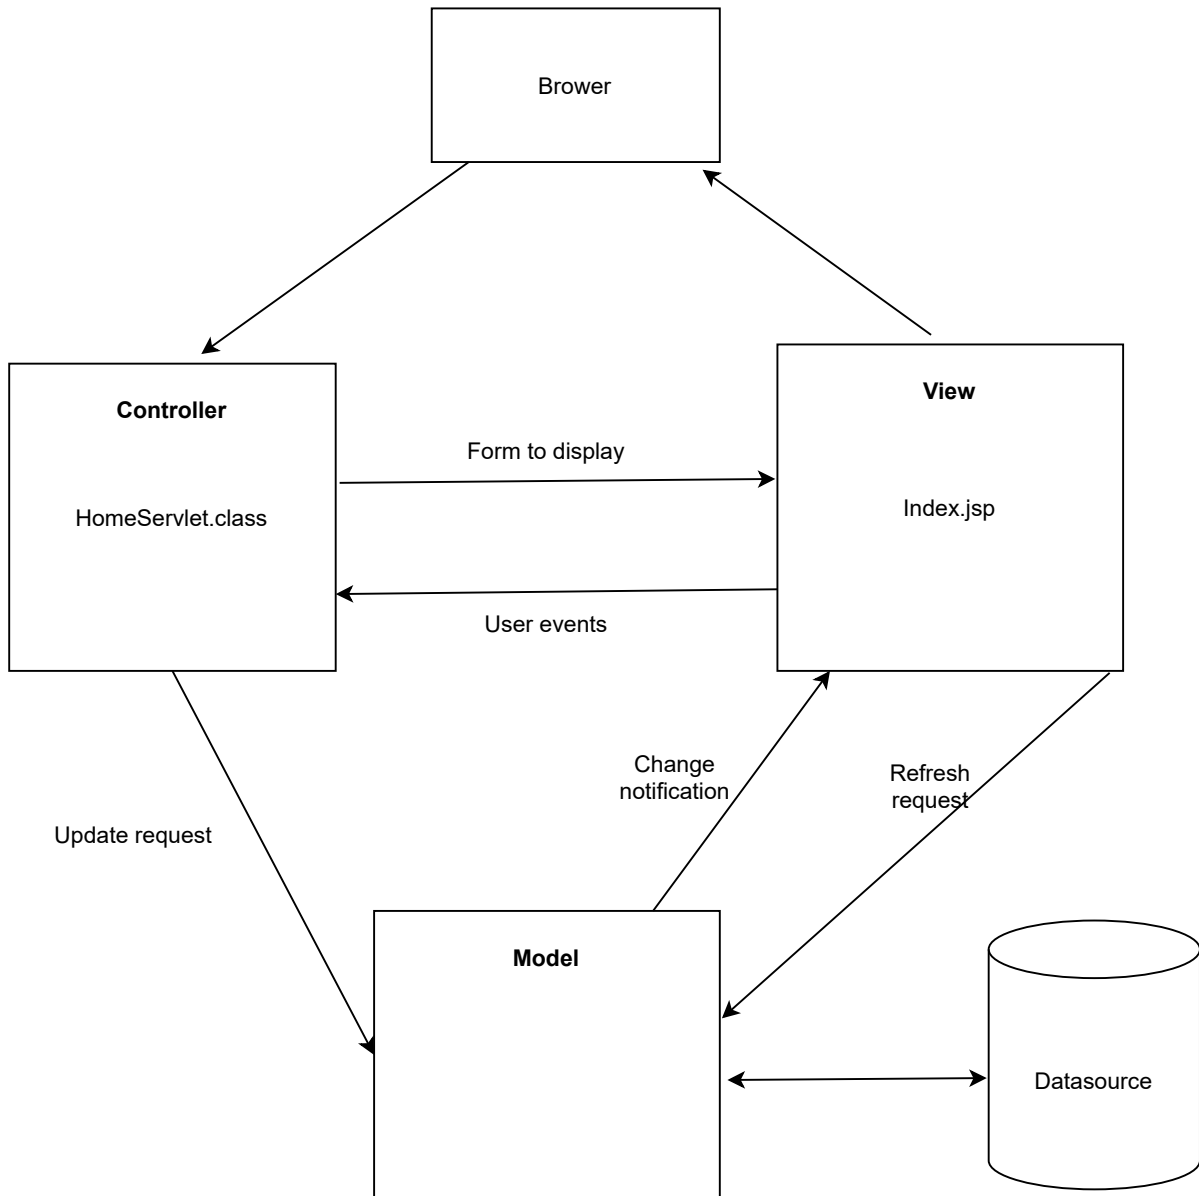 Brower
Controller
HomeServlet.class
Form to display
User events
View
Index.jsp
Update request
Change
notification
Refresh
request
Model
Datasource